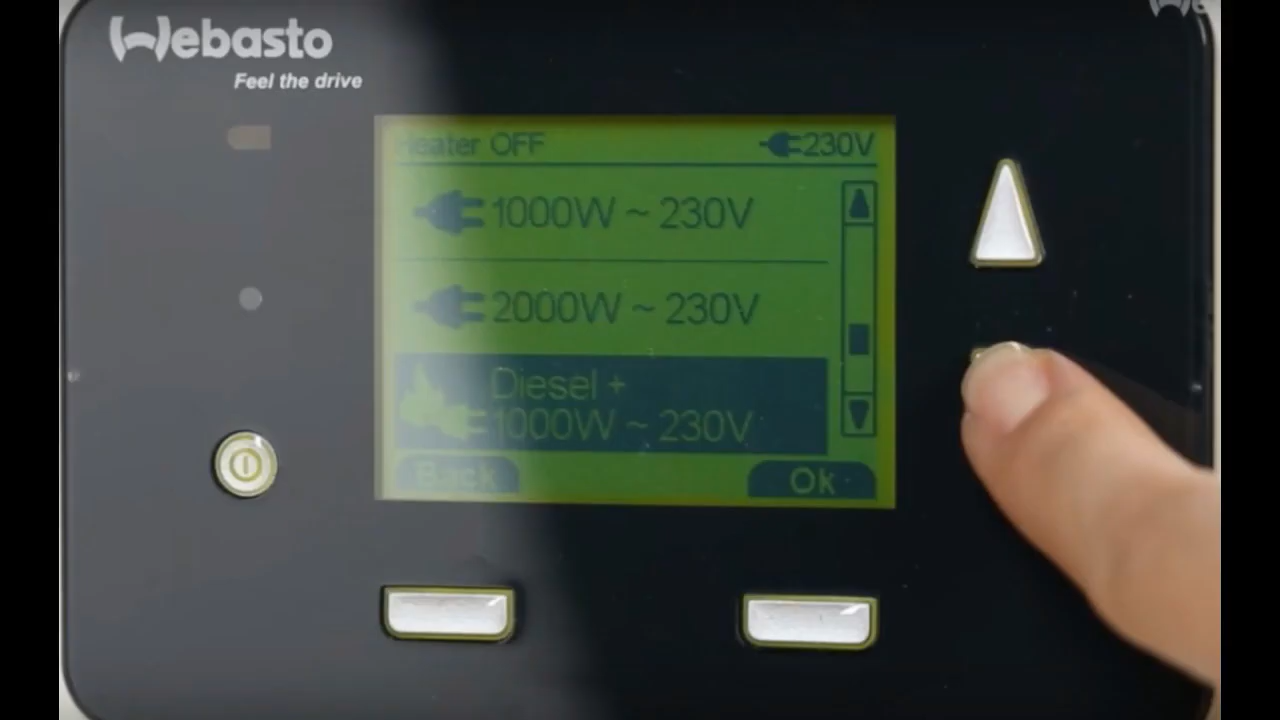 Webasto
Feel the drive
Heater OFF 230V
1000W ~ 230V
2000W ~ 230V
Diesel +
1000W ~ 230V
Back Ok